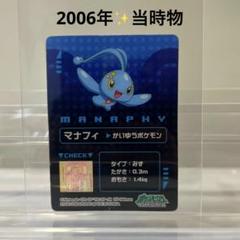 2006年✨当時物
MANAPHY
マナフィ ▶かいゆうポケモン
▼CHECK▼
タイプ：みず
たかさ：0.3m
おもさ：1.4kg